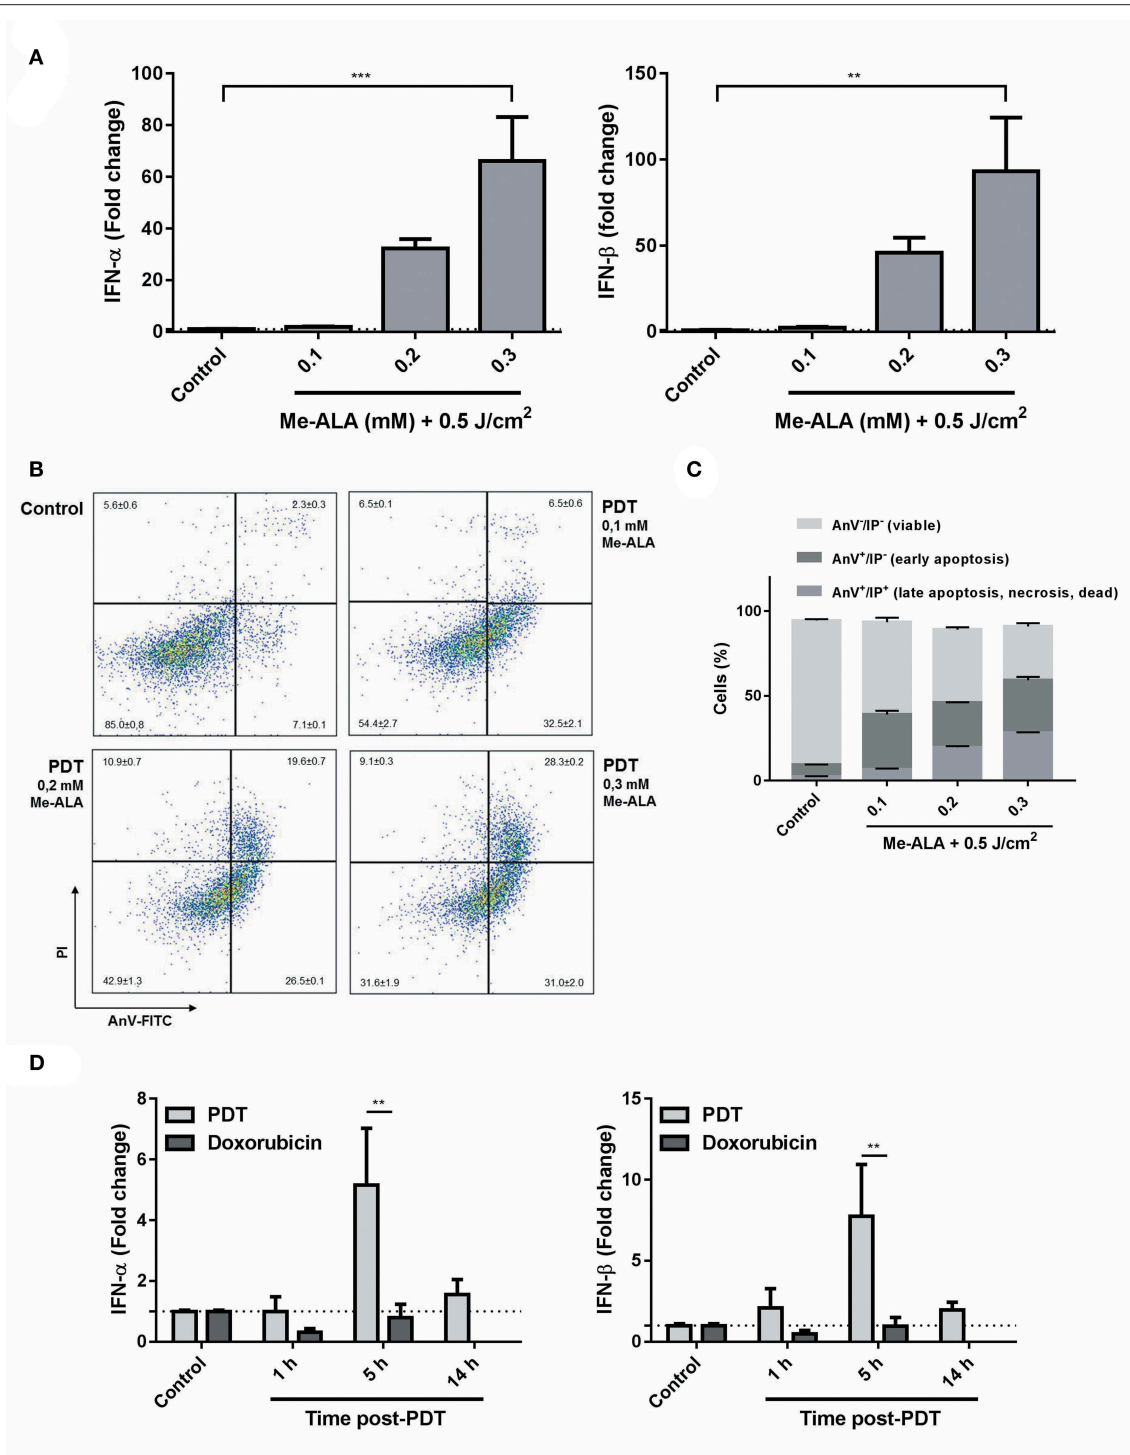 A
IFN-α (Fold change)
100
80
60
40
20
0
***
Control
0.1
0.2
0.3
Me-ALA (mM) + 0.5 J/cm2
IFN-β (fold change)
150
100
50
0
**
Control
0.1
0.2
0.3
Me-ALA (mM) + 0.5 J/cm2
B
Control
5.6±0.6
2.3±0.3
85.0±0.8
7.1±0.1
6.5±0.1
6.5±0.6
54.4±2.7
32.5±2.1
PDT
0,1 mM
Me-ALA
PDT
0,2 mM
Me-ALA
10.9±0.7
19.6±0.7
42.9±1.3
26.5±0.1
9.1±0.3
28.3±0.2
31.6±1.9
31.0±2.0
PDT
0,3 mM
Me-ALA
PI
AnV-FITC
C
AnV-/IP- (viable)
AnV+/IP- (early apoptosis)
AnV+/IP+ (late apoptosis, necrosis, dead)
Cells (%)
100
50
0
Control
0.1
0.2
0.3
Me-ALA + 0.5 J/cm2
D
IFN-α (Fold change)
8
6
4
2
0
PDT
Doxorubicin
**
Control
1 h
5 h
14 h
Time post-PDT
IFN-β (Fold change)
15
10
5
0
PDT
Doxorubicin
**
Control
1 h
5 h
14 h
Time post-PDT